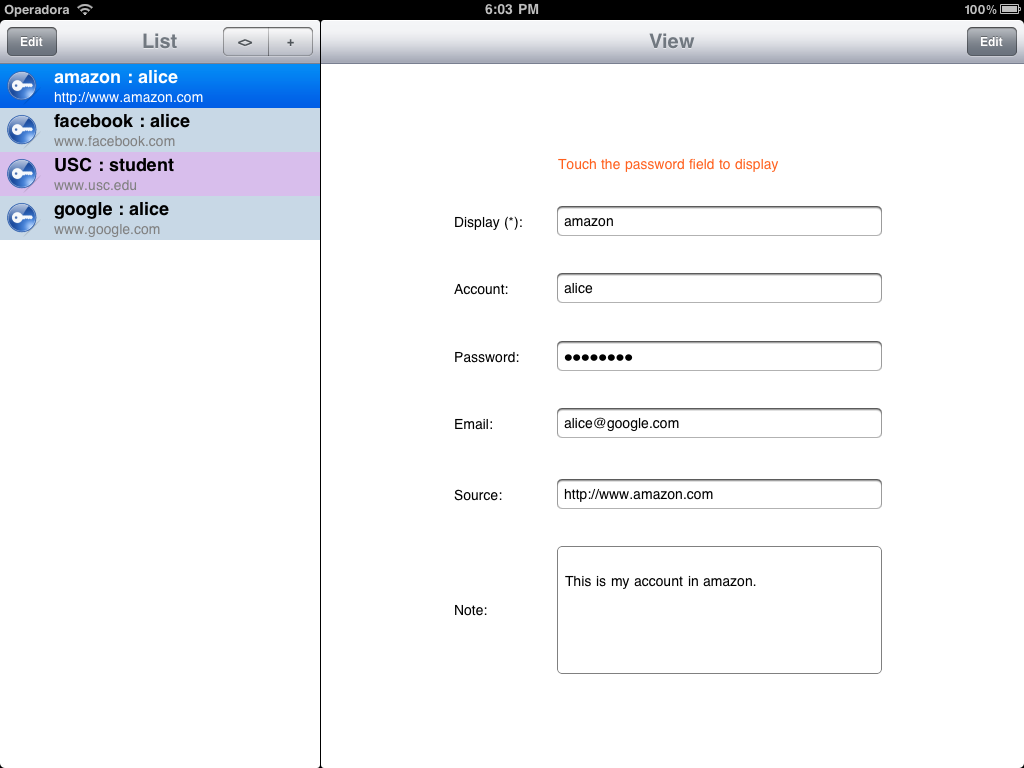 Operadora 6:03 PM 100%
Edit List <> + View Edit
amazon : alice
http://www.amazon.com
facebook : alice
www.facebook.com
USC : student
www.usc.edu
google : alice
www.google.com
Touch the password field to display
Display (*): amazon
Account: alice
Password: ●●●●●●●●
Email: alice@google.com
Source: http://www.amazon.com
Note: This is my account in amazon.